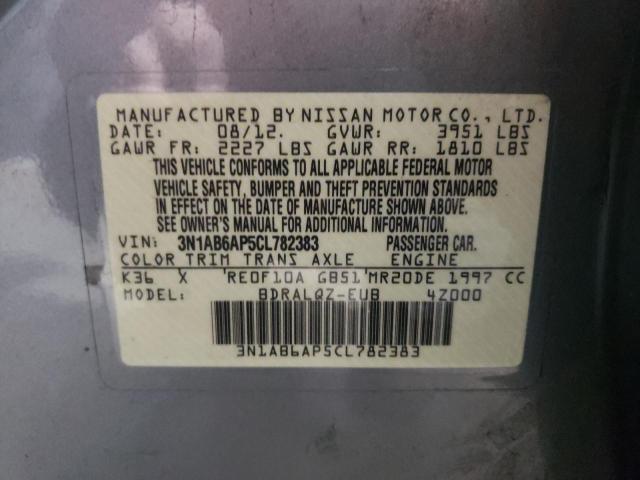 MANUFACTURED BY NISSAN MOTOR CO., LTD.
DATE: 08/12. GVWR: 3951 LBS
GAWR FR: 2227 LBS GAWR RR: 1810 LBS
THIS VEHICLE CONFORMS TO ALL APPLICABLE FEDERAL MOTOR
VEHICLE SAFETY, BUMPER AND THEFT PREVENTION STANDARDS
IN EFFECT ON THE DATE OF MANUFACTURE SHOWN ABOVE.
SEE OWNER'S MANUAL FOR ADDITIONAL INFORMATION.
VIN: 3N1AB6AP5CL782383 PASSENGER CAR.
COLOR TRIM TRANS AXLE ENGINE
K36 X 'RE0F10A GB51'MR20DE 1997 CC
MODEL: BDRALQZ-EUB 4Z000
3N1AB6AP5CL782383